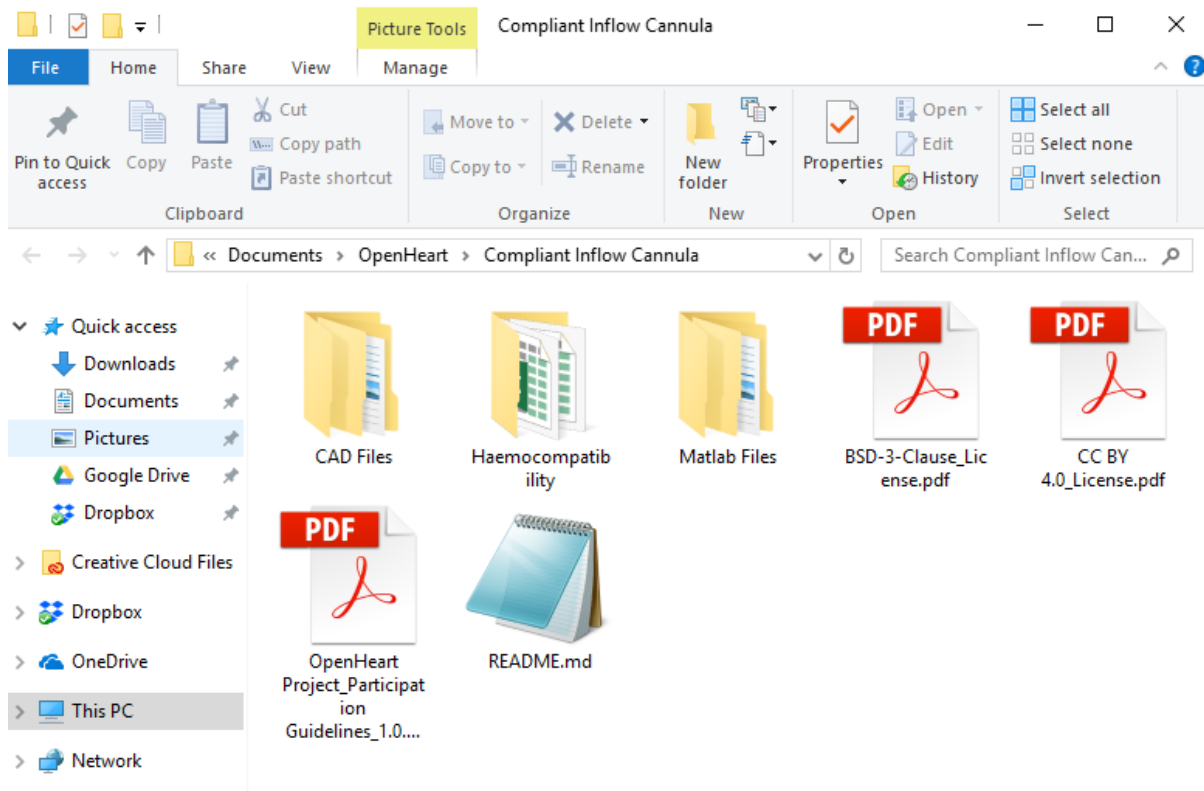 Picture Tools
Compliant Inflow Cannula
File
Home
Share
View
Manage
?
Pin to Quick
access
Copy
Paste
Cut
Copy path
Paste shortcut
Clipboard
Move to
Copy to
Delete
Rename
Organize
New
folder
New
Properties
Open
Edit
History
Open
Select all
Select none
Invert selection
Select
« Documents > OpenHeart > Compliant Inflow Cannula
Search Compliant Inflow Can...
Quick access
Downloads
Documents
Pictures
Google Drive
Dropbox
Creative Cloud Files
Dropbox
OneDrive
This PC
Network
CAD Files
Haemocompatib
ility
Matlab Files
PDF
BSD-3-Clause_Lic
ense.pdf
PDF
CC BY
4.0_License.pdf
PDF
OpenHeart
Project_Participat
ion
Guidelines_1.0....
README.md